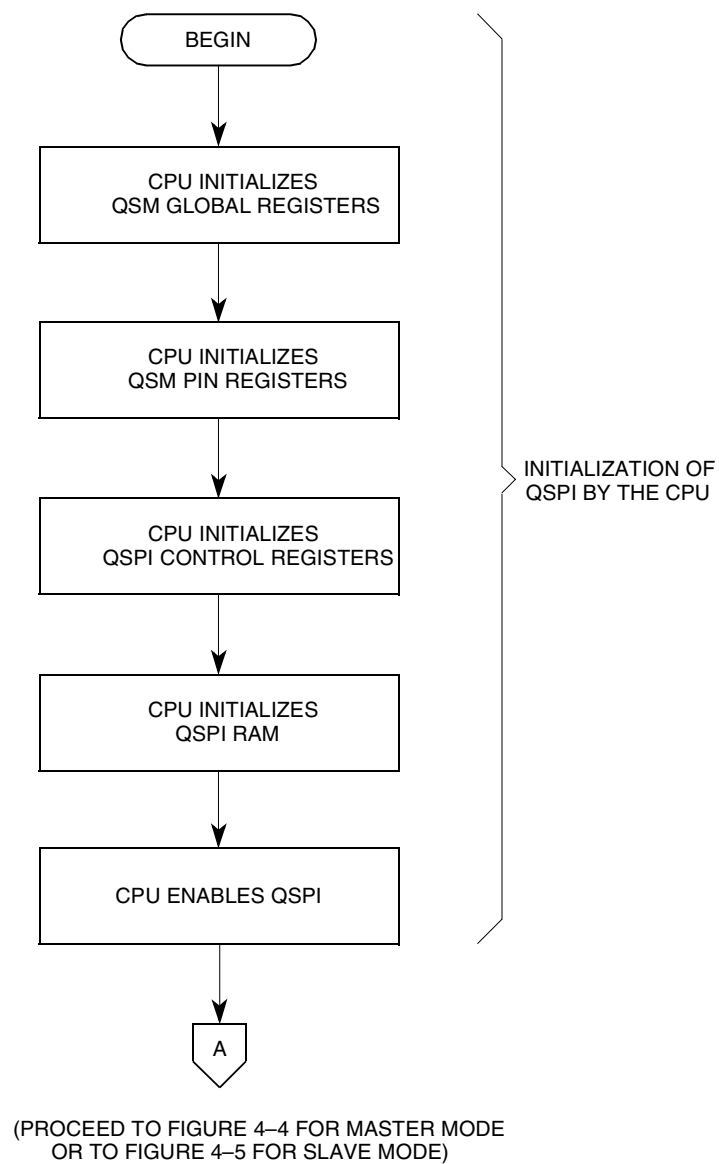 BEGIN
CPU INITIALIZES
QSM GLOBAL REGISTERS
CPU INITIALIZES
QSM PIN REGISTERS
CPU INITIALIZES
QSPI CONTROL REGISTERS
INITIALIZATION OF
QSPI BY THE CPU
CPU INITIALIZES
QSPI RAM
CPU ENABLES QSPI
A
(PROCEED TO FIGURE 4–4 FOR MASTER MODE
OR TO FIGURE 4–5 FOR SLAVE MODE)